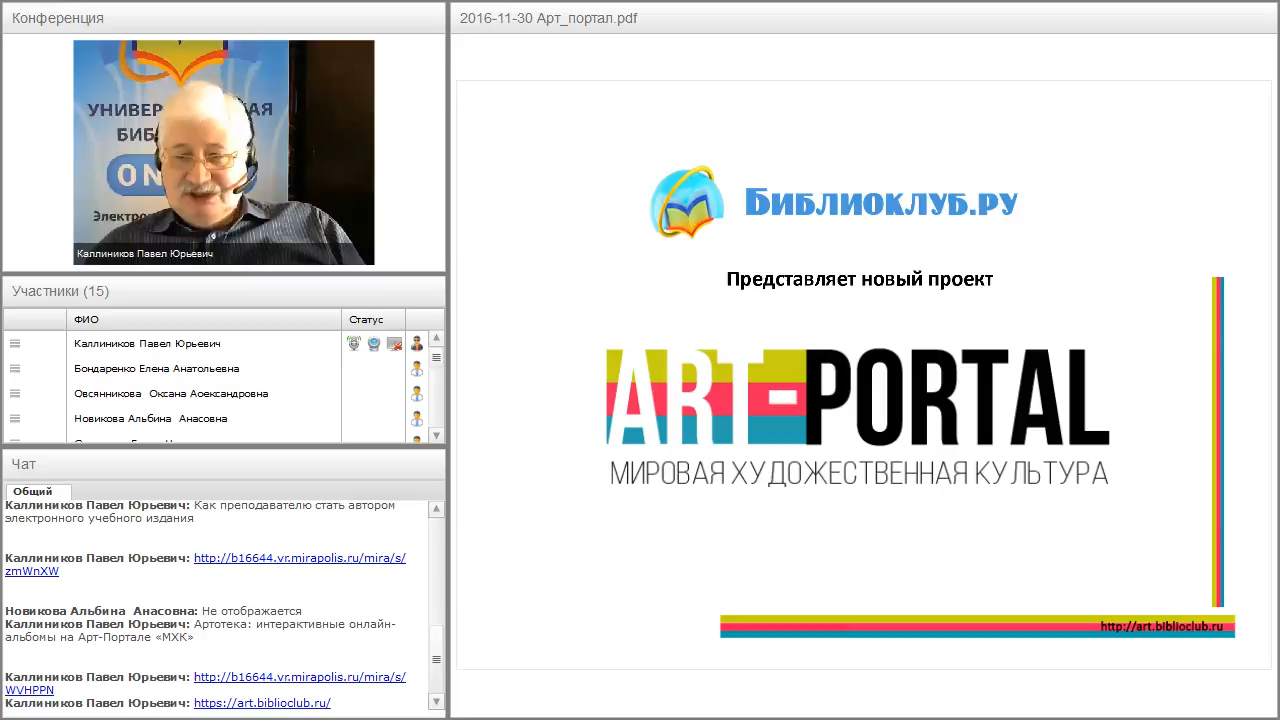 Конференция
УНИВЕР
АЯ
БИБ
ON
Электро
Каллиников Павел Юрьевич
Участники (15)
ФИО
Статус
Каллиников Павел Юрьевич
Бондаренко Елена Анатольевна
Овсянникова Оксана Аоександровна
Новикова Альбина Анасовна
Чат
Общий
Каллиников Павел Юрьевич: Как преподавателю стать автором
электронного учебного издания
Каллиников Павел Юрьевич: http://b16644.vr.mirapolis.ru/mira/s/
zmWnXW
Новикова Альбина Анасовна: Не отображается
Каллиников Павел Юрьевич: Артотека: интерактивные онлайн-
альбомы на Арт-Портале «МХК»
Каллиников Павел Юрьевич: http://b16644.vr.mirapolis.ru/mira/s/
WVHPPN
Каллиников Павел Юрьевич: https://art.biblioclub.ru/
2016-11-30 Арт_портал.pdf
БИБЛИОКЛУБ.РУ
Представляет новый проект
ART-PORTAL
МИРОВАЯ ХУДОЖЕСТВЕННАЯ КУЛЬТУРА
http://art.biblioclub.ru